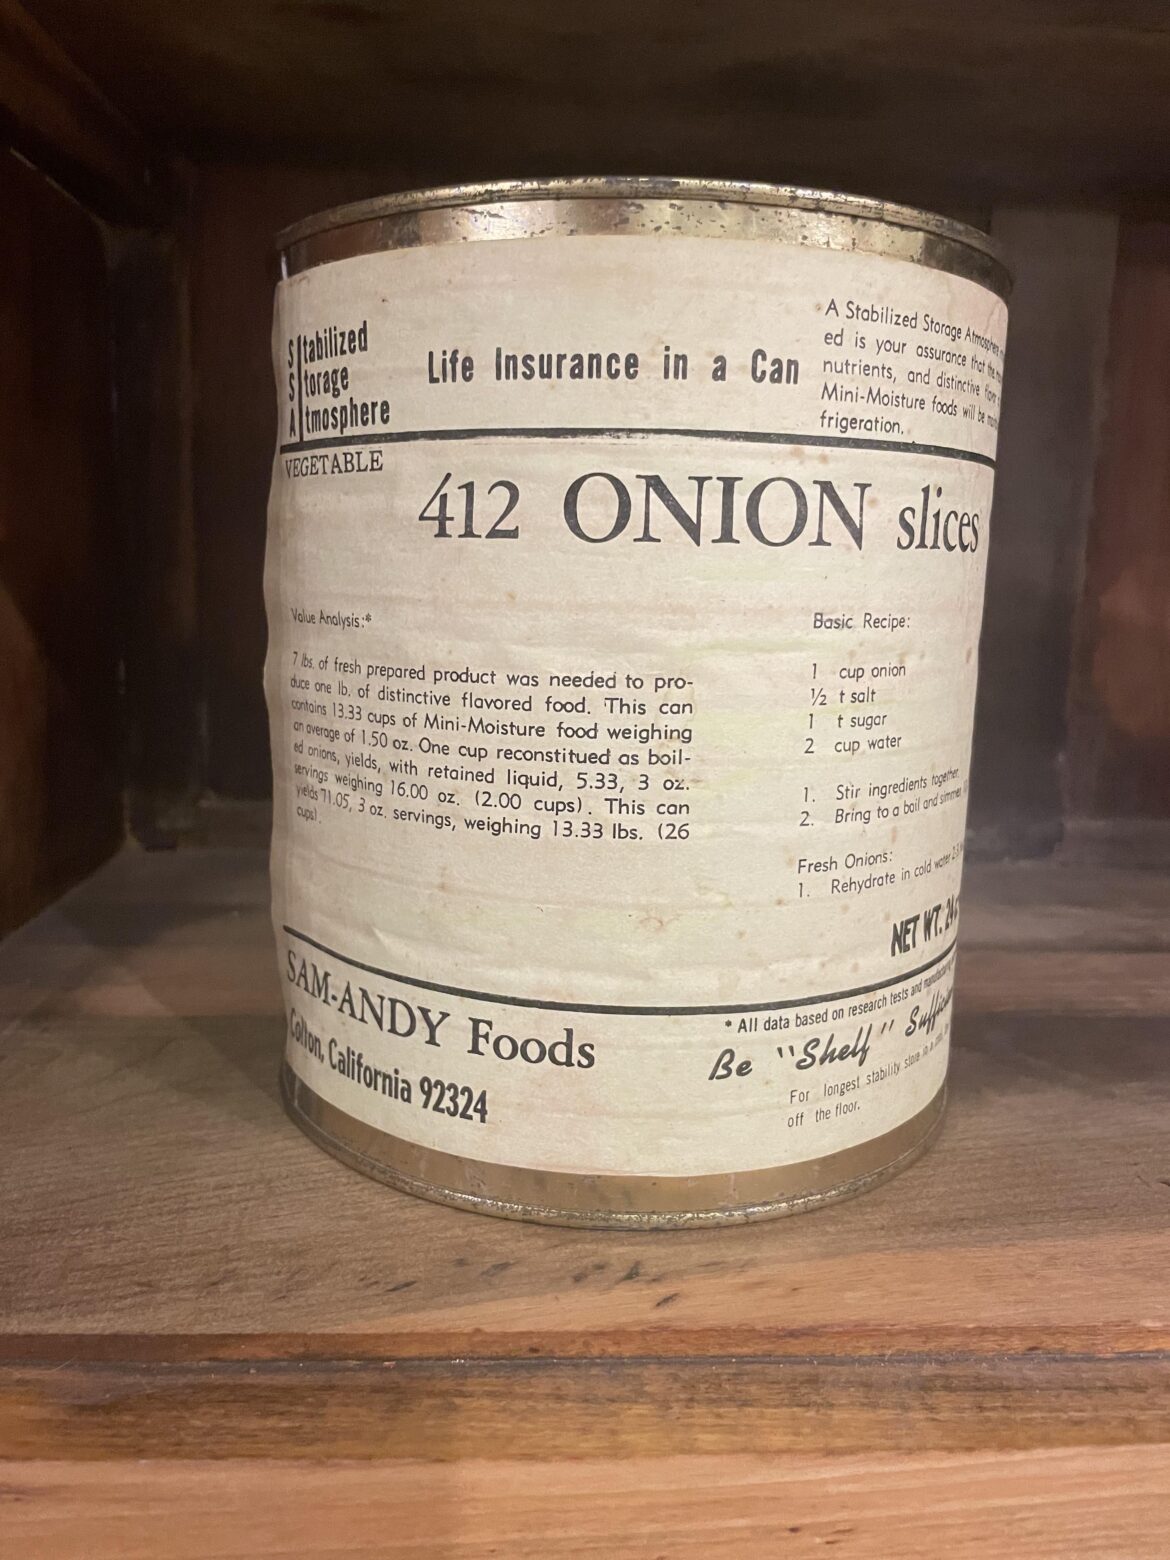 Stabilized
Storage
Atmosphere
Life Insurance in a Can
A Stabilized Storage Atmosphere
ed is your assurance that the
nutrients, and distinctive
Mini-Moisture foods will be
frigeration.
VEGETABLE
412 ONION slices
Value Analysis:*
7 lbs. of fresh prepared product was needed to pro-
duce one lb. of distinctive flavored food. This can
contains 13.33 cups of Mini-Moisture food weighing
an average of 1.50 oz. One cup reconstitued as boil-
ed onions, yields, with retained liquid, 5.33, 3 oz.
servings weighing 16.00 oz. (2.00 cups). This can
yields 71.05, 3 oz. servings, weighing 13.33 lbs. (26
cups).
Basic Recipe:
1 cup onion
½ t salt
1 t sugar
2 cup water
1. Stir ingredients together.
2. Bring to a boil and simmer
Fresh Onions:
1. Rehydrate in cold water
NET WT.
SAM-ANDY Foods
Colton, California 92324
* All data based on research tests and manufacturing
Be "Shelf"
For longest stability store in a
off the floor.